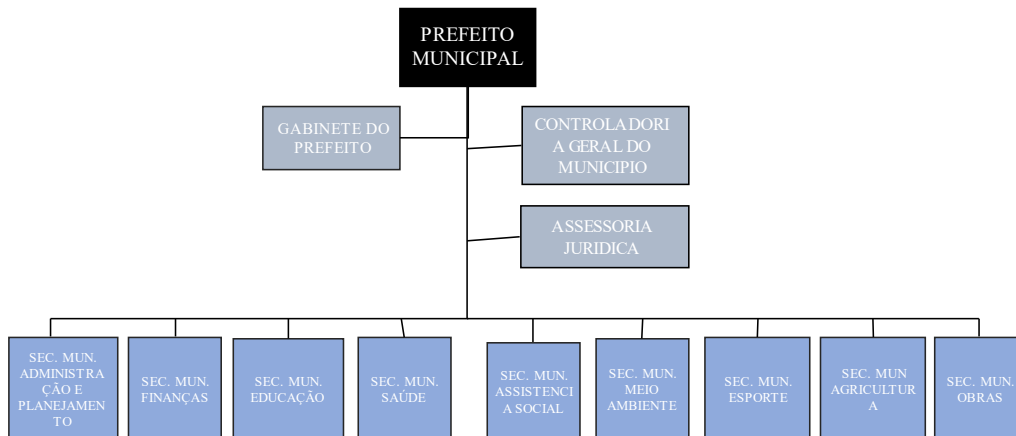 PREFEITO
MUNICIPAL
GABINETE DO
PREFEITO
CONTROLADORI
A GERAL DO
MUNICIPIO
ASSESSORIA
JURIDICA
SEC. MUN.
ADMINISTRA
ÇÃO E
PLANEJAMEN
TO
SEC. MUN.
FINANÇAS
SEC. MUN.
EDUCAÇÃO
SEC. MUN.
SAÚDE
SEC. MUN.
ASSISTENCI
A SOCIAL
SEC. MUN.
MEIO
AMBIENTE
SEC. MUN.
ESPORTE
SEC. MUN
AGRICULTUR
A
SEC. MUN.
OBRAS